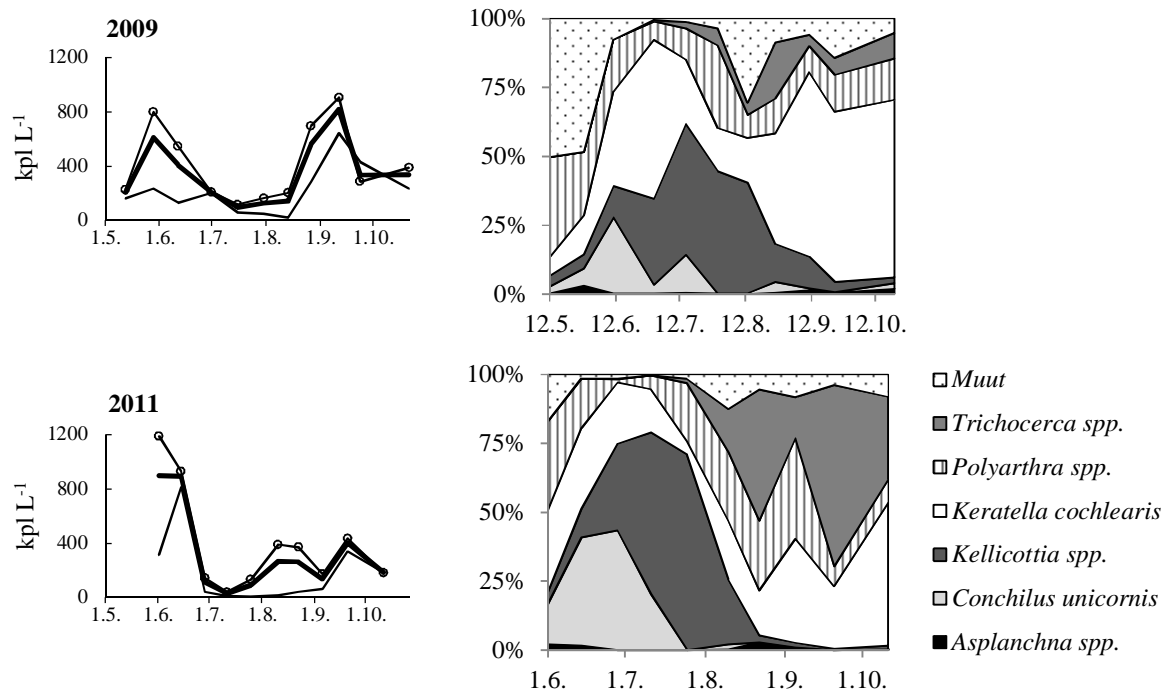 2009
1200
800
400
0
kpl L-1
1.5. 1.6. 1.7. 1.8. 1.9. 1.10.
100%
75%
50%
25%
0%
12.5. 12.6. 12.7. 12.8. 12.9. 12.10.
2011
1200
800
400
0
kpl L-1
1.5. 1.6. 1.7. 1.8. 1.9. 1.10.
100%
75%
50%
25%
0%
1.6. 1.7. 1.8. 1.9. 1.10.
Muut
Trichocerca spp.
Polyarthra spp.
Keratella cochlearis
Kellicottia spp.
Conchilus unicornis
Asplanchna spp.